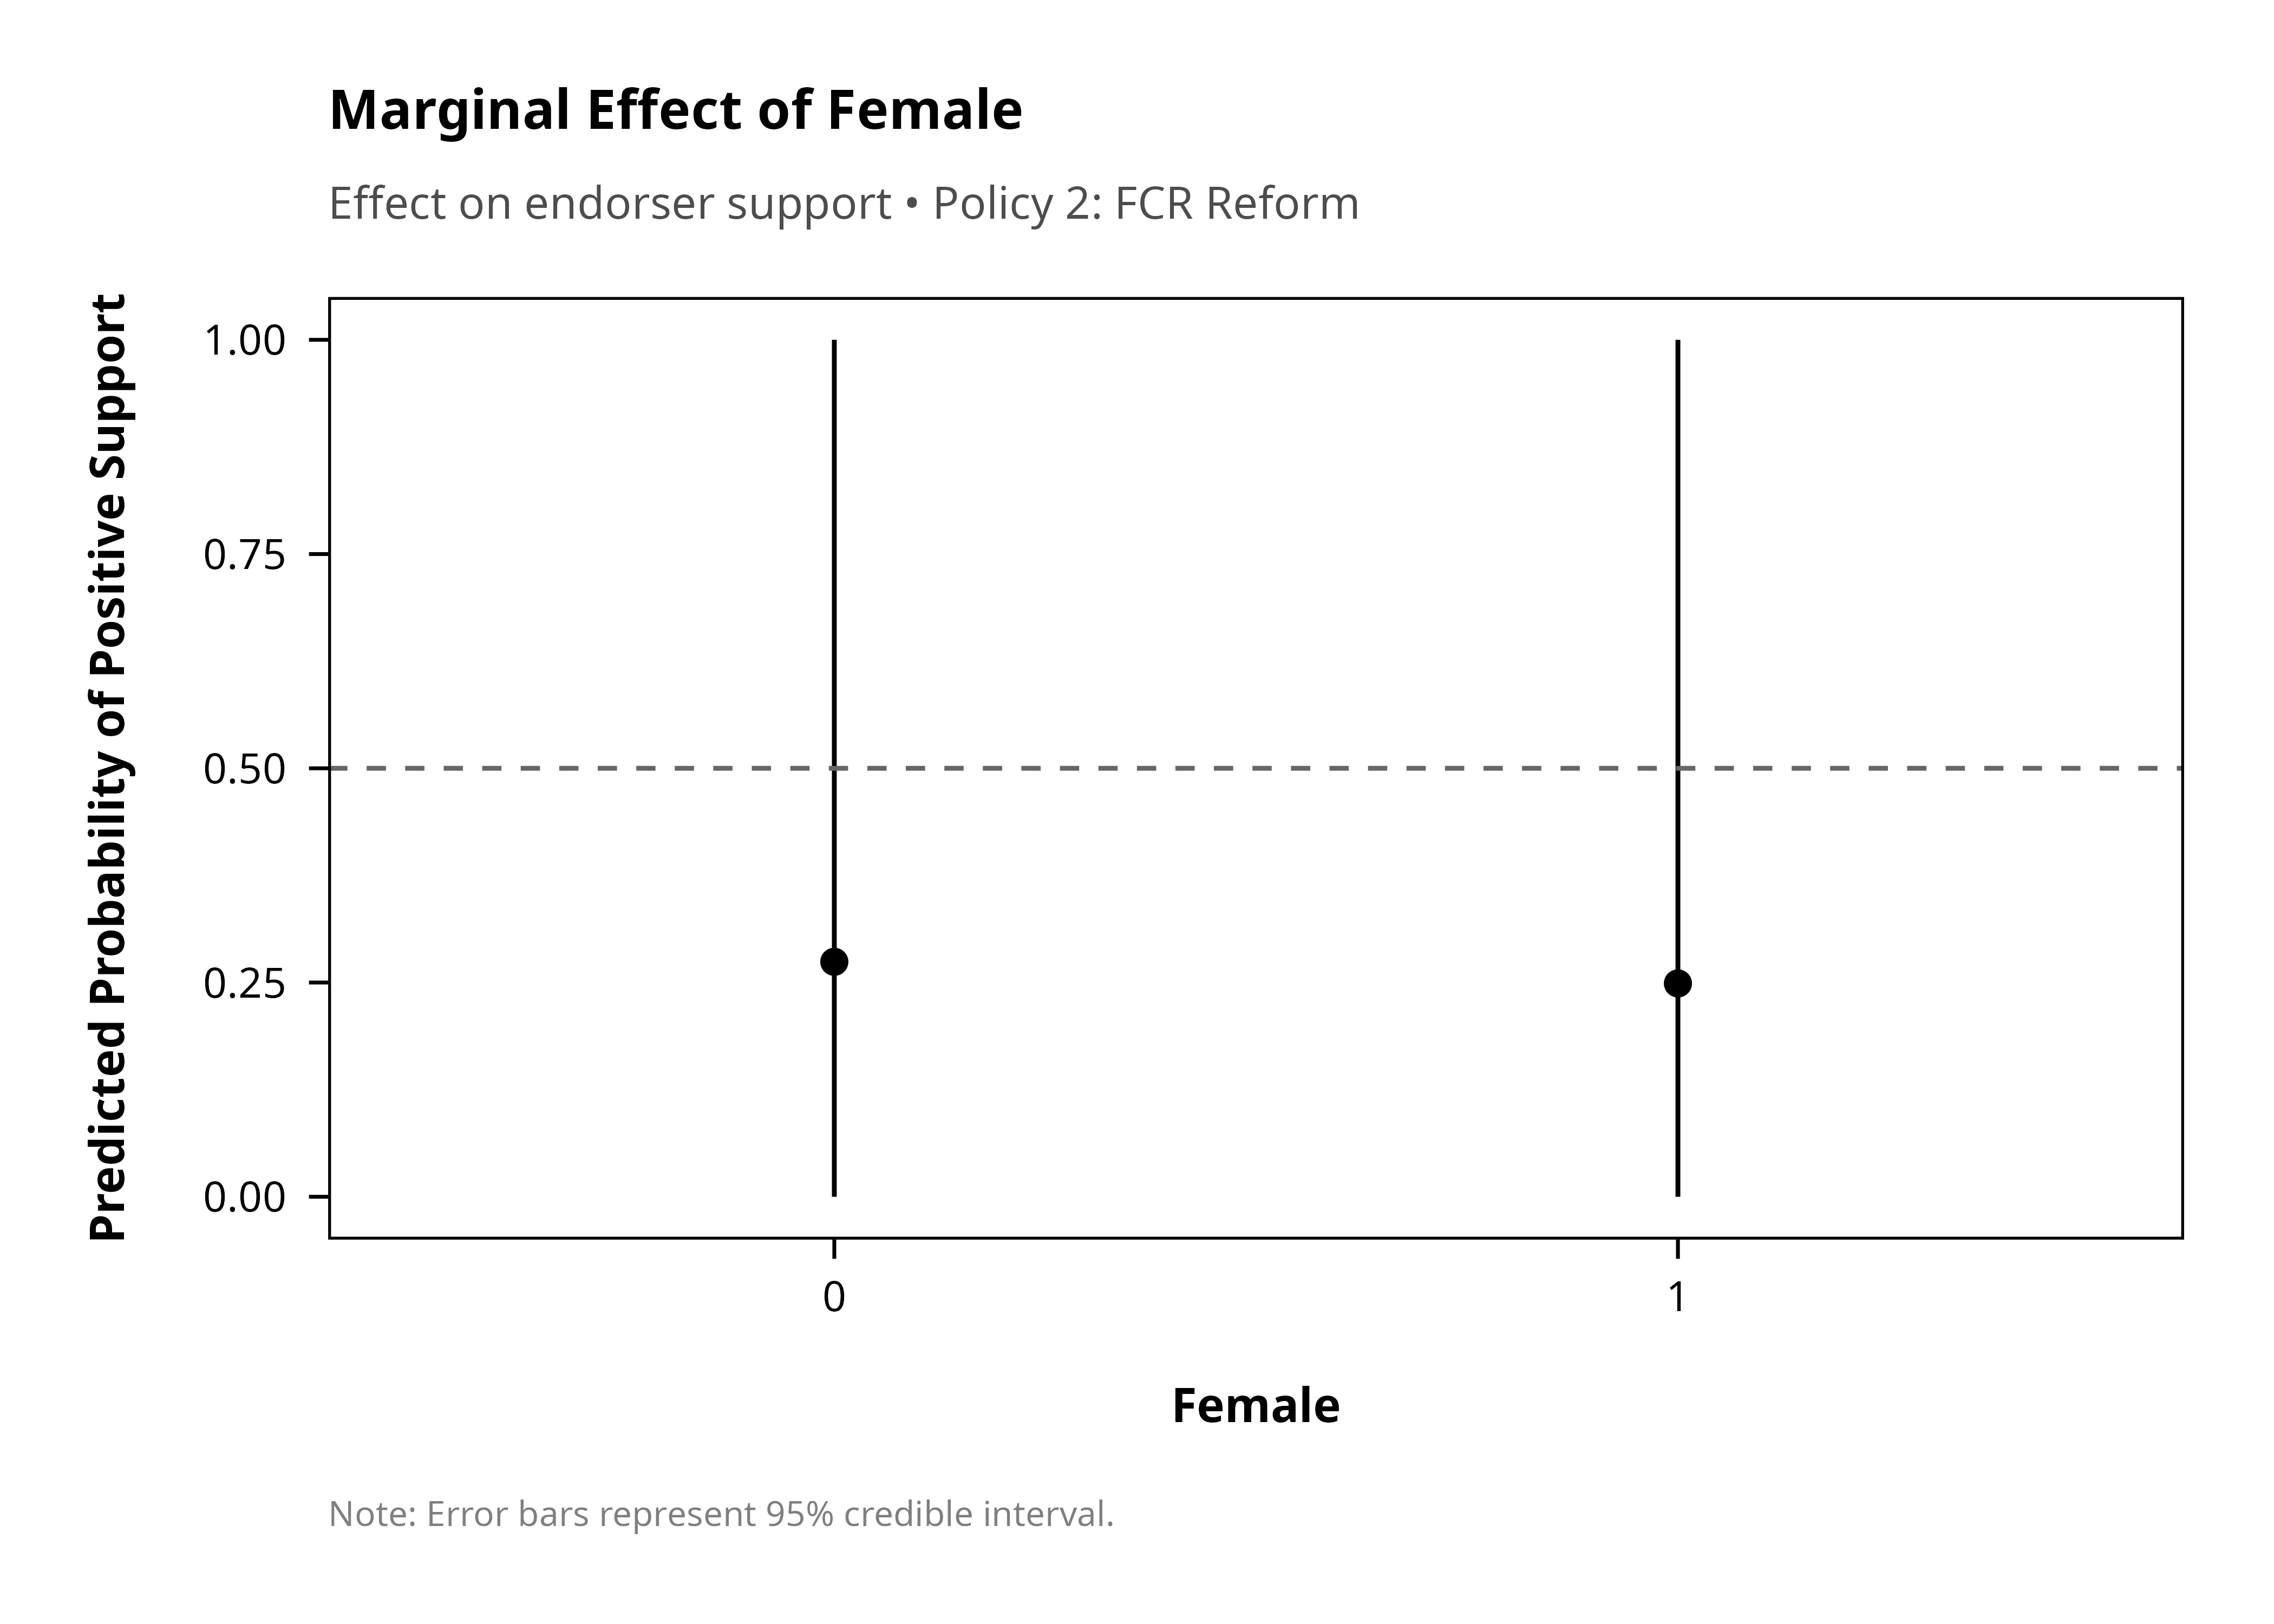 Marginal Effect of Female
Effect on endorser support • Policy 2: FCR Reform
Predicted Probability of Positive Support
1.00
0.75
0.50
0.25
0.00
0
1
Female
Note: Error bars represent 95% credible interval.